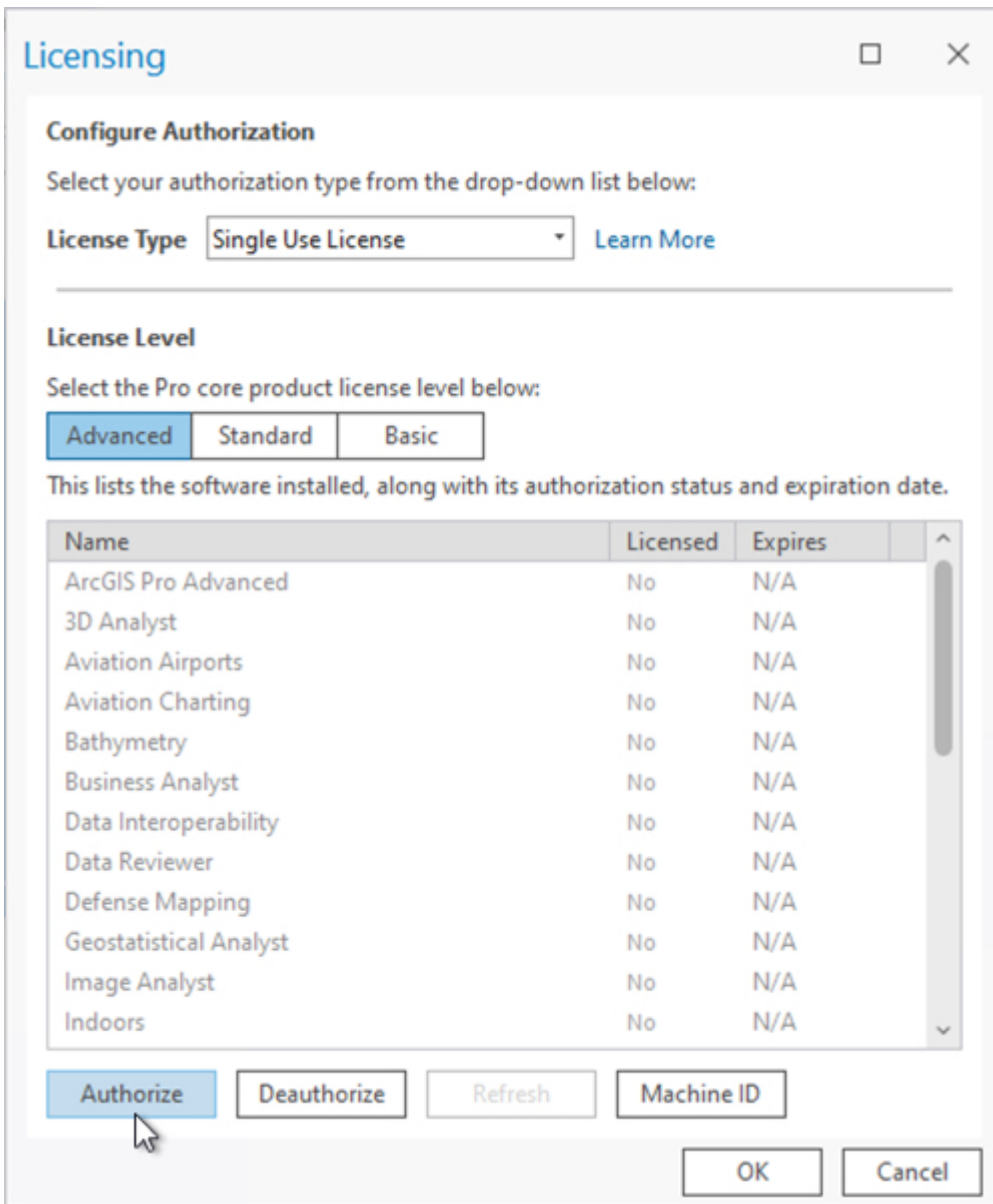 Licensing
Configure Authorization
Select your authorization type from the drop-down list below:
License Type Single Use License Learn More
License Level
Select the Pro core product license level below:
Advanced Standard Basic
This lists the software installed, along with its authorization status and expiration date.
Name Licensed Expires
ArcGIS Pro Advanced No N/A
3D Analyst No N/A
Aviation Airports No N/A
Aviation Charting No N/A
Bathymetry No N/A
Business Analyst No N/A
Data Interoperability No N/A
Data Reviewer No N/A
Defense Mapping No N/A
Geostatistical Analyst No N/A
Image Analyst No N/A
Indoors No N/A
Authorize Deauthorize Refresh Machine ID
OK Cancel